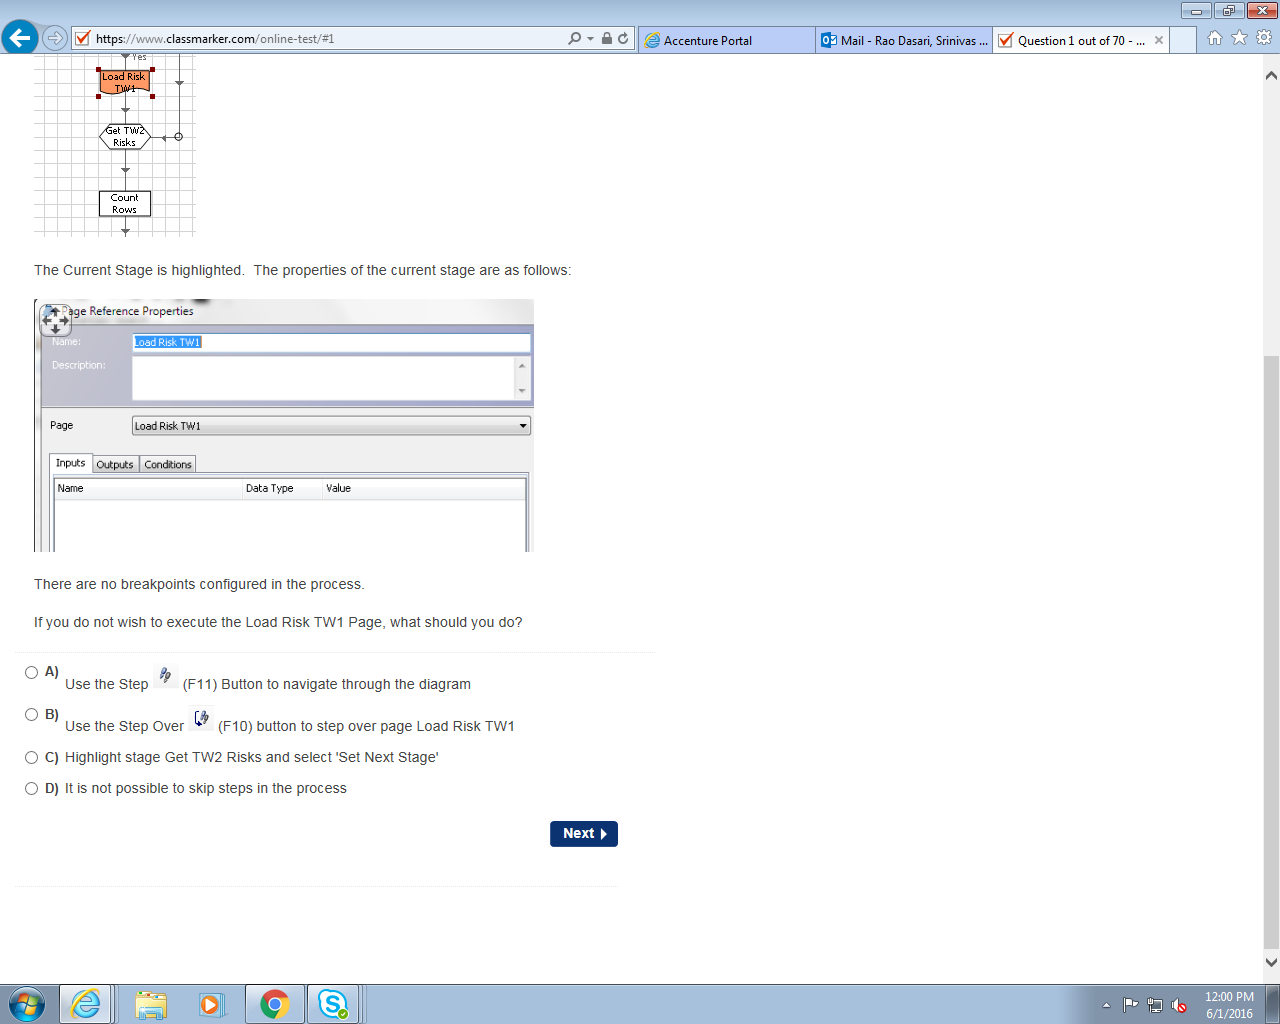 https://www.classmarker.com/online-test/#1
Accenture Portal
Mail - Rao Dasari, Srinivas ...
Question 1 out of 70 - ...
Yes
Load Risk
TW1
Get TW2
Risks
Count
Rows
The Current Stage is highlighted. The properties of the current stage are as follows:
Page Reference Properties
Name:
Load Risk TW1
Description:
Page
Load Risk TW1
Inputs
Outputs
Conditions
Name
Data Type
Value
There are no breakpoints configured in the process.
If you do not wish to execute the Load Risk TW1 Page, what should you do?
A) Use the Step (F11) Button to navigate through the diagram
B) Use the Step Over (F10) button to step over page Load Risk TW1
C) Highlight stage Get TW2 Risks and select 'Set Next Stage'
D) It is not possible to skip steps in the process
Next
12:00 PM
6/1/2016